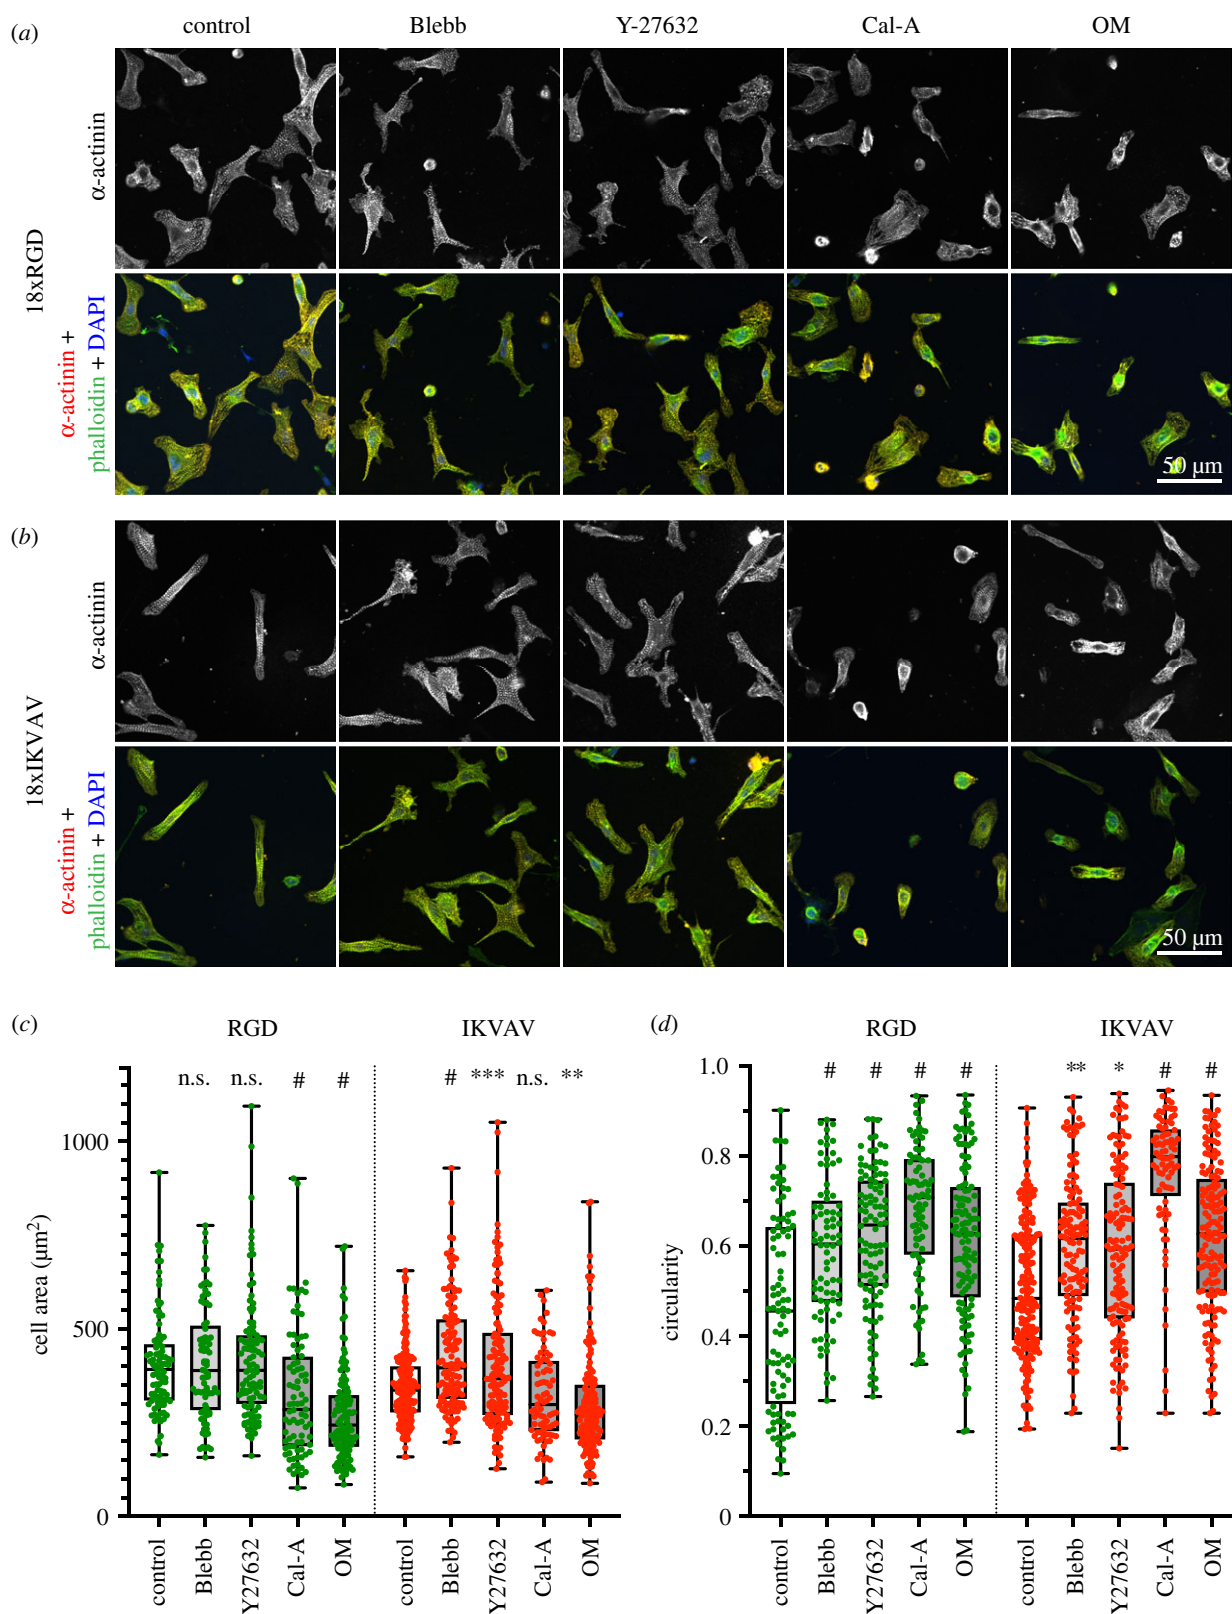 (a)
control Blebb Y-27632 Cal-A OM
α-actinin
18xRGD
α-actinin +
phalloidin + DAPI
50 µm
(b)
α-actinin
18xIKVAV
α-actinin +
phalloidin + DAPI
50 µm
(c)
RGD IKVAV
n.s. n.s. # # # *** n.s. **
1000
500
0
cell area (µm²)
control Blebb Y27632 Cal-A OM control Blebb Y27632 Cal-A OM
(d)
RGD IKVAV
# # # # ** * # #
1.0
0.8
0.6
0.4
0.2
0
circularity
control Blebb Y27632 Cal-A OM control Blebb Y27632 Cal-A OM